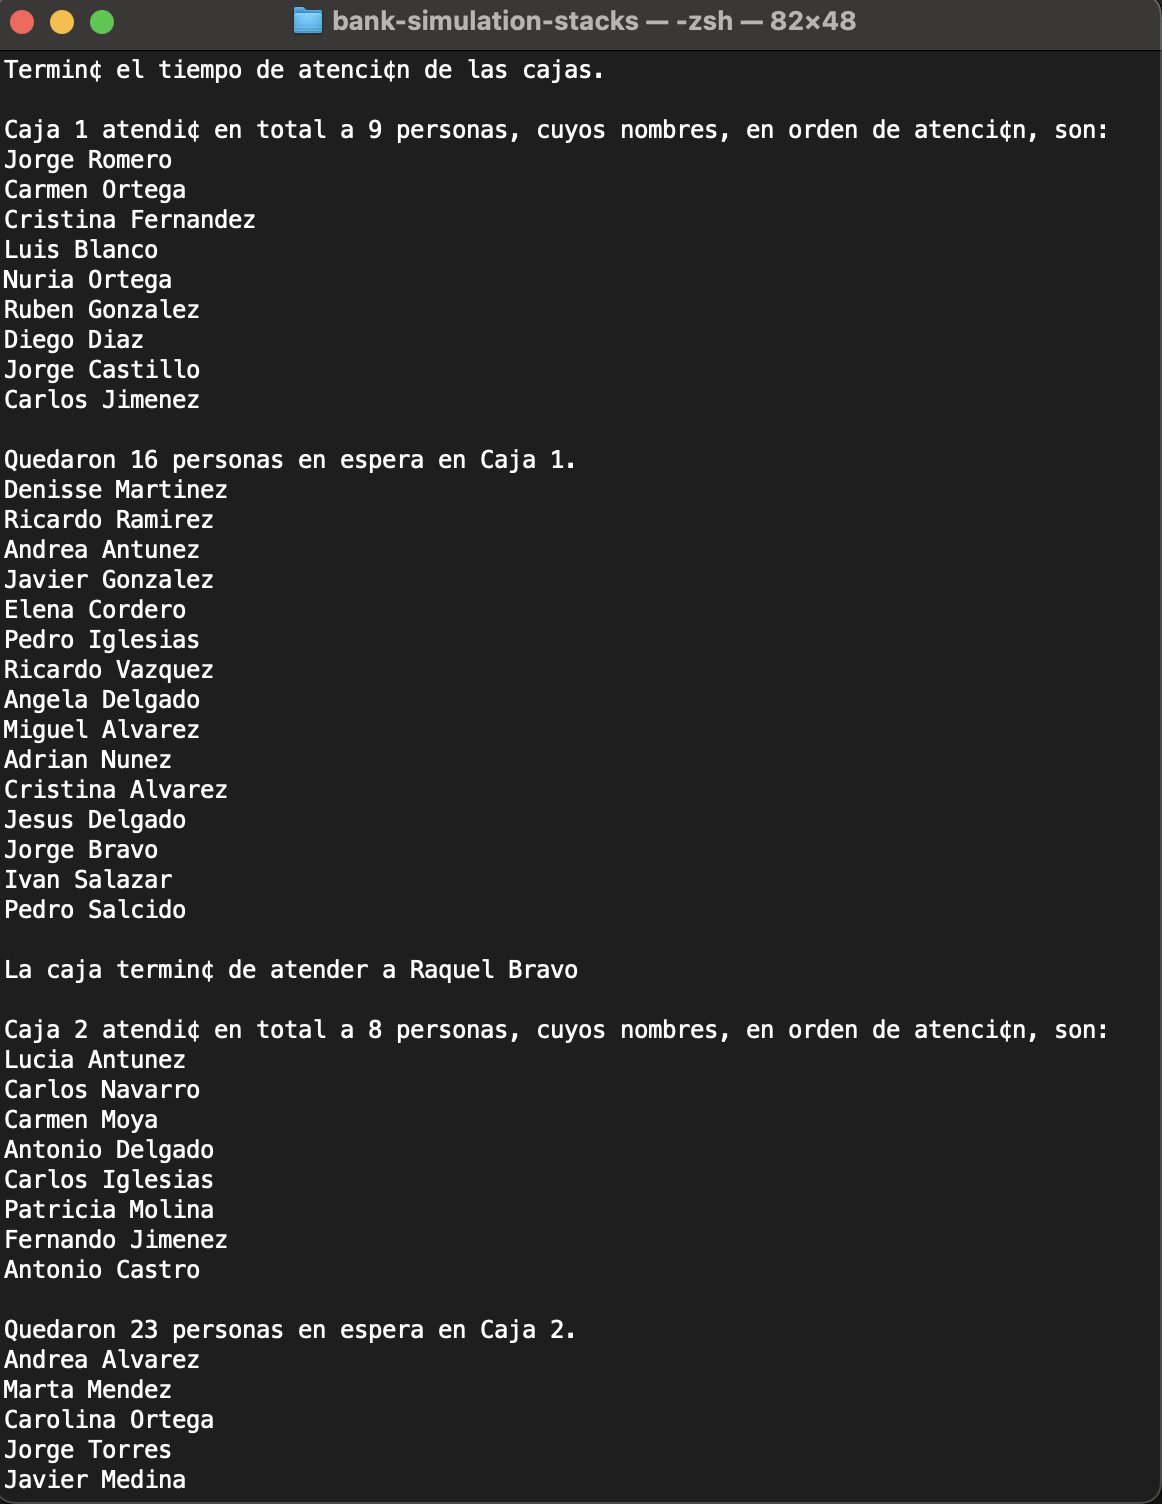 bank-simulation-stacks — -zsh — 82×48
Termin¢ el tiempo de atenci¢n de las cajas.
Caja 1 atendi¢ en total a 9 personas, cuyos nombres, en orden de atenci¢n, son:
Jorge Romero
Carmen Ortega
Cristina Fernandez
Luis Blanco
Nuria Ortega
Ruben Gonzalez
Diego Diaz
Jorge Castillo
Carlos Jimenez
Quedaron 16 personas en espera en Caja 1.
Denisse Martinez
Ricardo Ramirez
Andrea Antunez
Javier Gonzalez
Elena Cordero
Pedro Iglesias
Ricardo Vazquez
Angela Delgado
Miguel Alvarez
Adrian Nunez
Cristina Alvarez
Jesus Delgado
Jorge Bravo
Ivan Salazar
Pedro Salcido
La caja termin¢ de atender a Raquel Bravo
Caja 2 atendi¢ en total a 8 personas, cuyos nombres, en orden de atenci¢n, son:
Lucia Antunez
Carlos Navarro
Carmen Moya
Antonio Delgado
Carlos Iglesias
Patricia Molina
Fernando Jimenez
Antonio Castro
Quedaron 23 personas en espera en Caja 2.
Andrea Alvarez
Marta Mendez
Carolina Ortega
Jorge Torres
Javier Medina